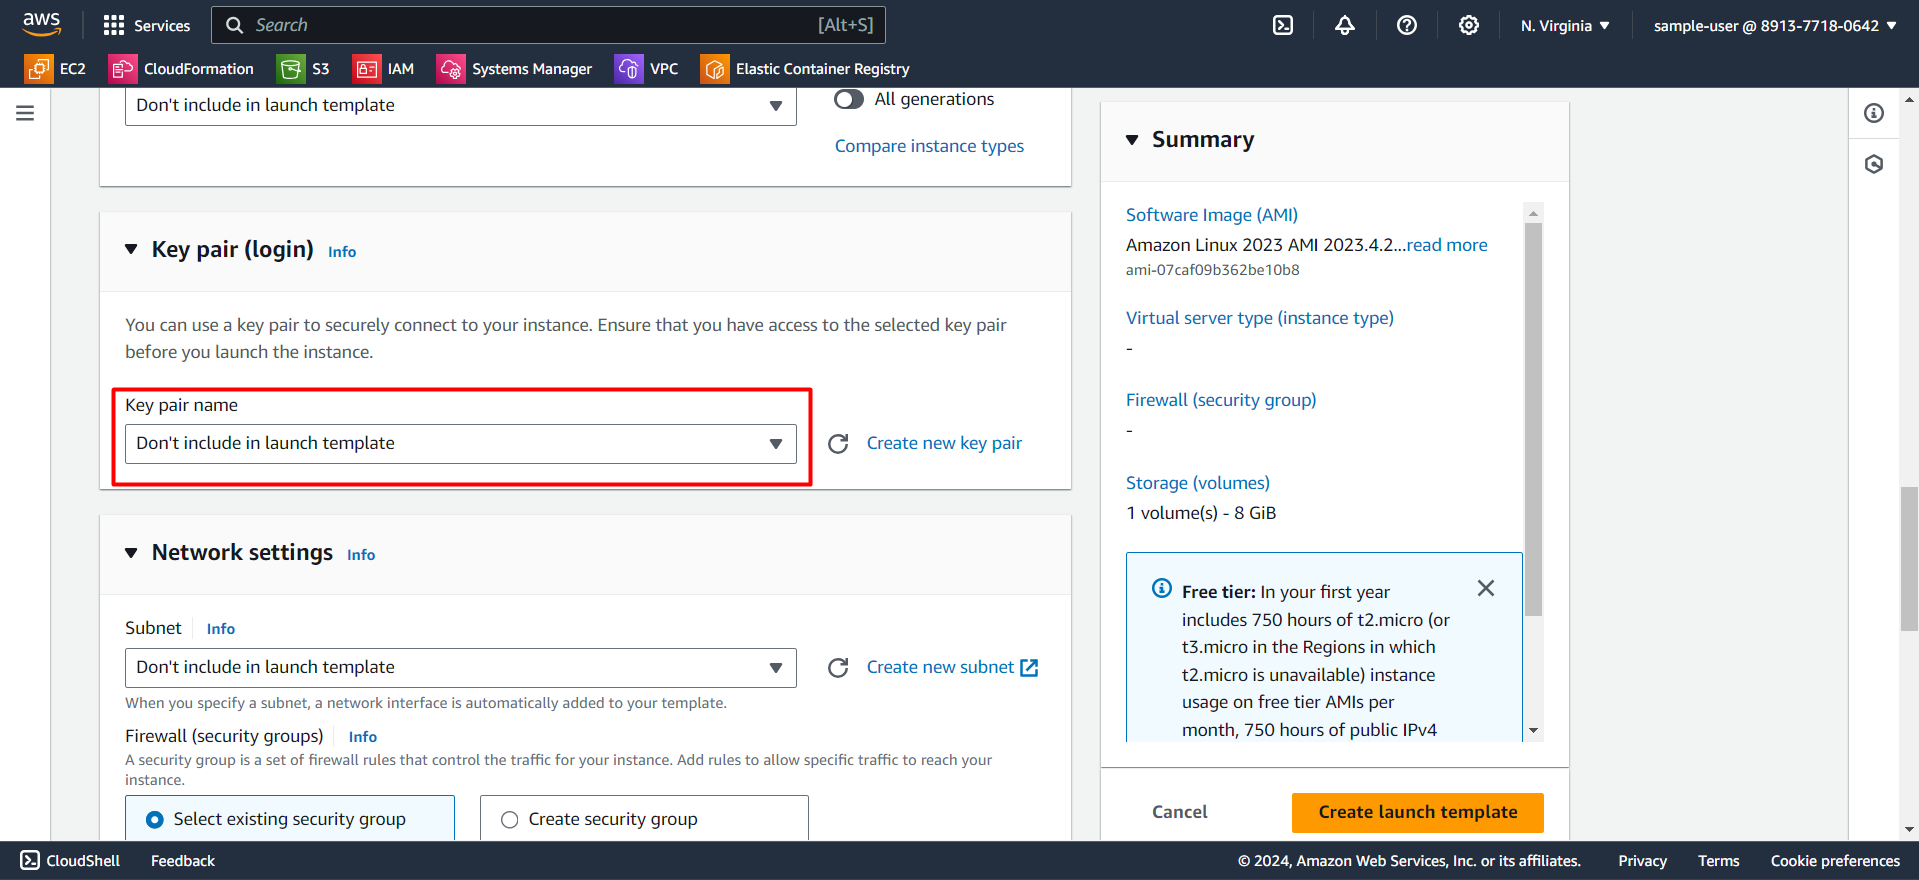 aws
Services
Search
[Alt+S]
N. Virginia
sample-user @ 8913-7718-0642
EC2
CloudFormation
S3
IAM
Systems Manager
VPC
Elastic Container Registry
Don't include in launch template
All generations
Compare instance types
Key pair (login) Info
You can use a key pair to securely connect to your instance. Ensure that you have access to the selected key pair
before you launch the instance.
Key pair name
Don't include in launch template
Create new key pair
Network settings Info
Subnet Info
Don't include in launch template
Create new subnet
When you specify a subnet, a network interface is automatically added to your template.
Firewall (security groups) Info
A security group is a set of firewall rules that control the traffic for your instance. Add rules to allow specific traffic to reach your
instance.
Select existing security group
Create security group
Summary
Software Image (AMI)
Amazon Linux 2023 AMI 2023.4.2...read more
ami-07caf09b362be10b8
Virtual server type (instance type)
-
Firewall (security group)
-
Storage (volumes)
1 volume(s) - 8 GiB
Free tier: In your first year
includes 750 hours of t2.micro (or
t3.micro in the Regions in which
t2.micro is unavailable) instance
usage on free tier AMIs per
month, 750 hours of public IPv4
Cancel
Create launch template
CloudShell
Feedback
© 2024, Amazon Web Services, Inc. or its affiliates.
Privacy
Terms
Cookie preferences